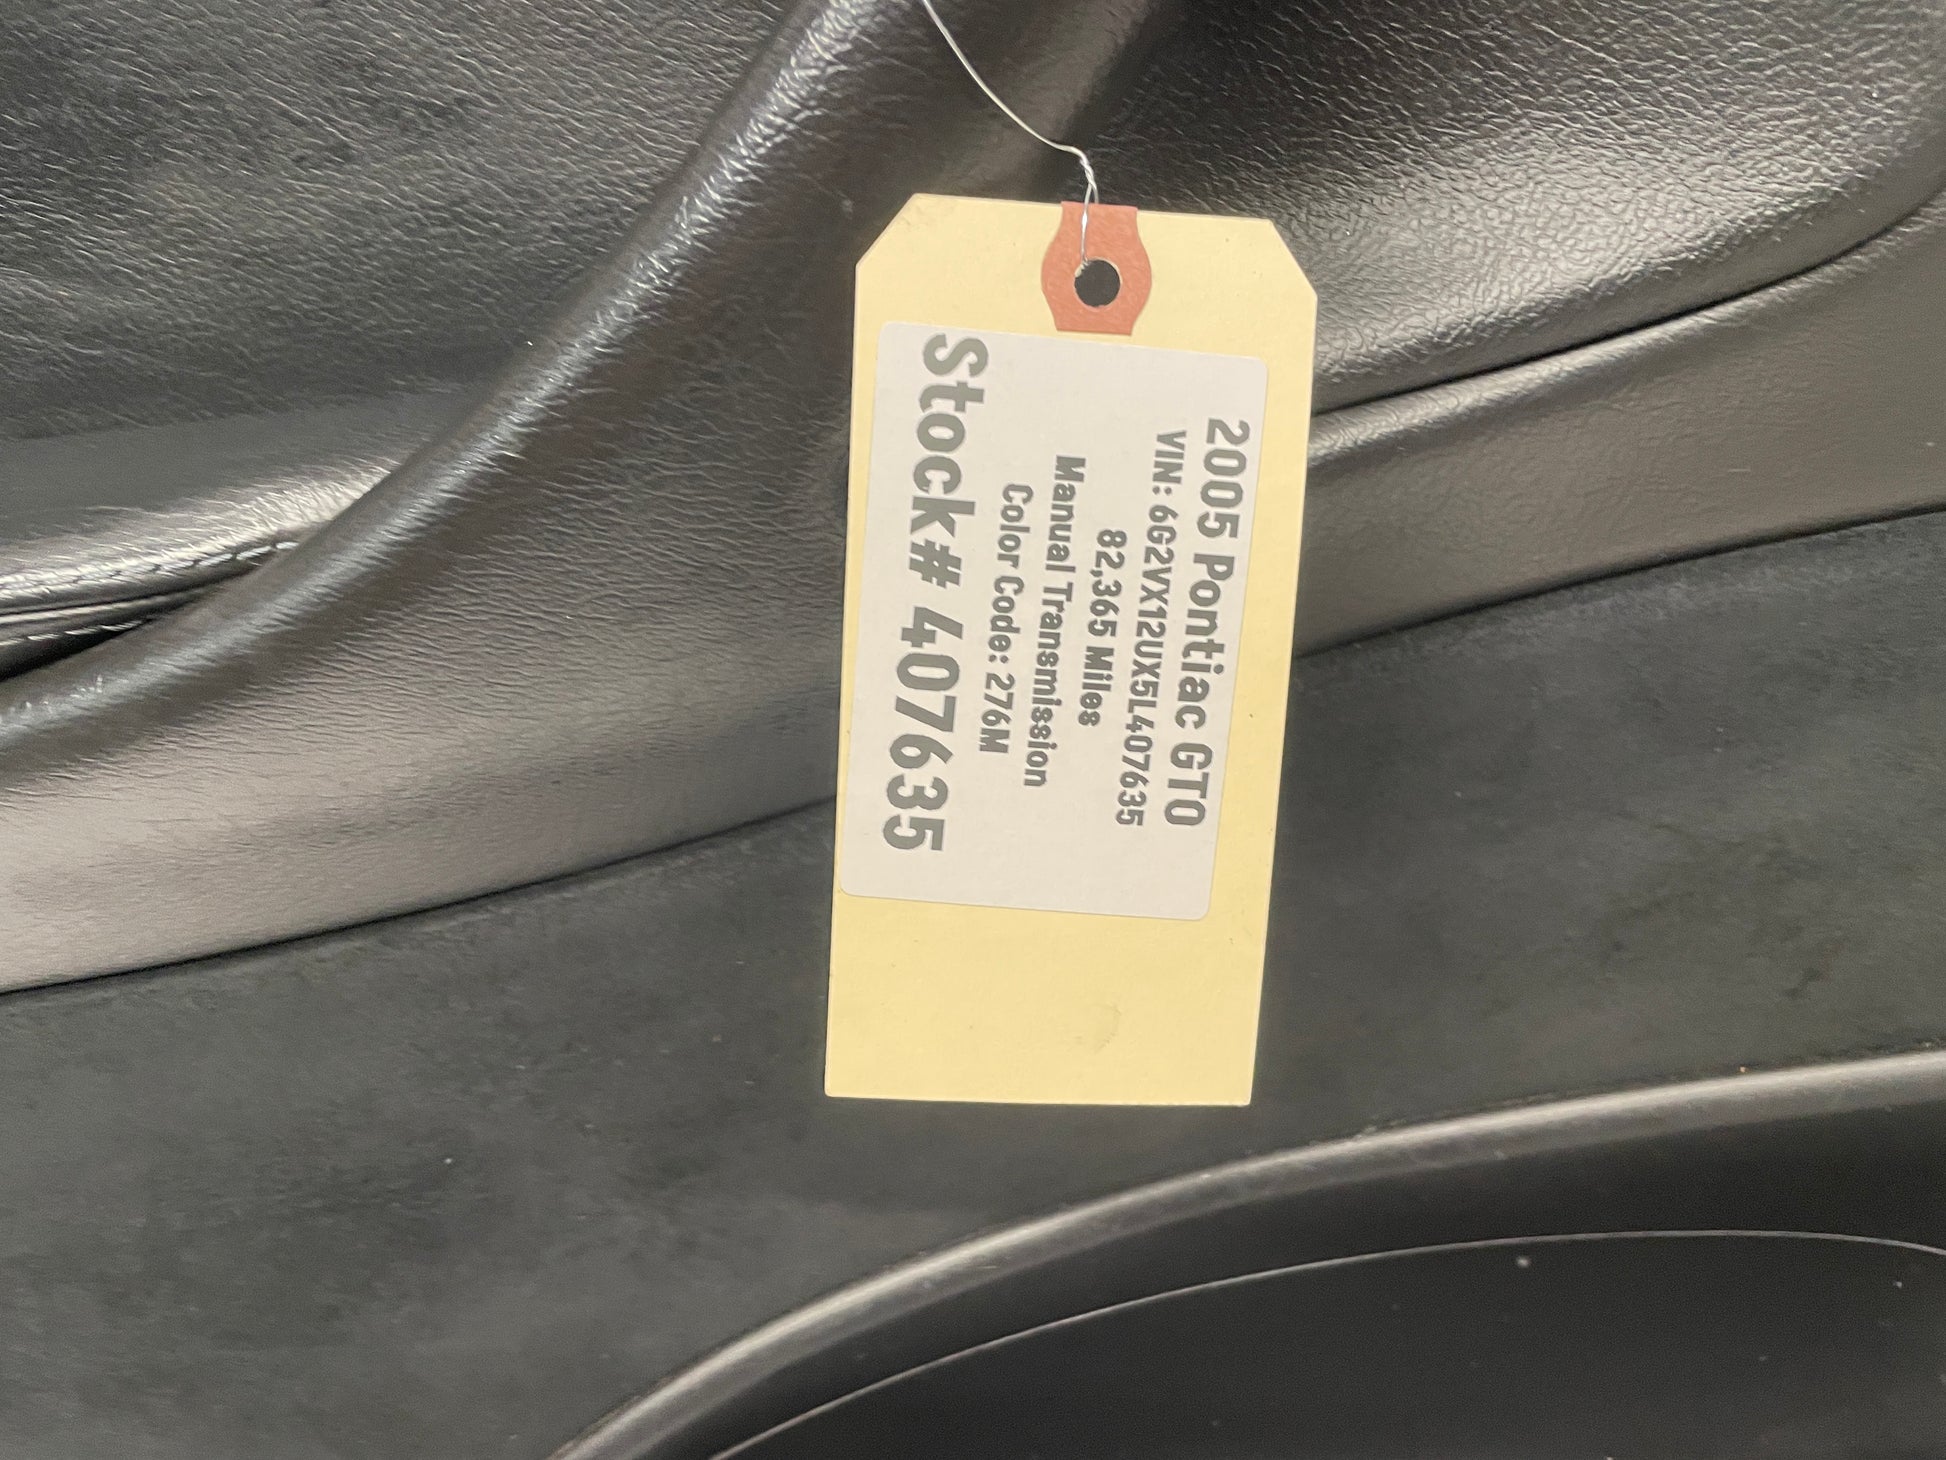 2005 Pontiac GTO
VIN: 6G2VX12UX5L407635
82,365 Miles
Manual Transmission
Color Code: 276M
Stock# 407635